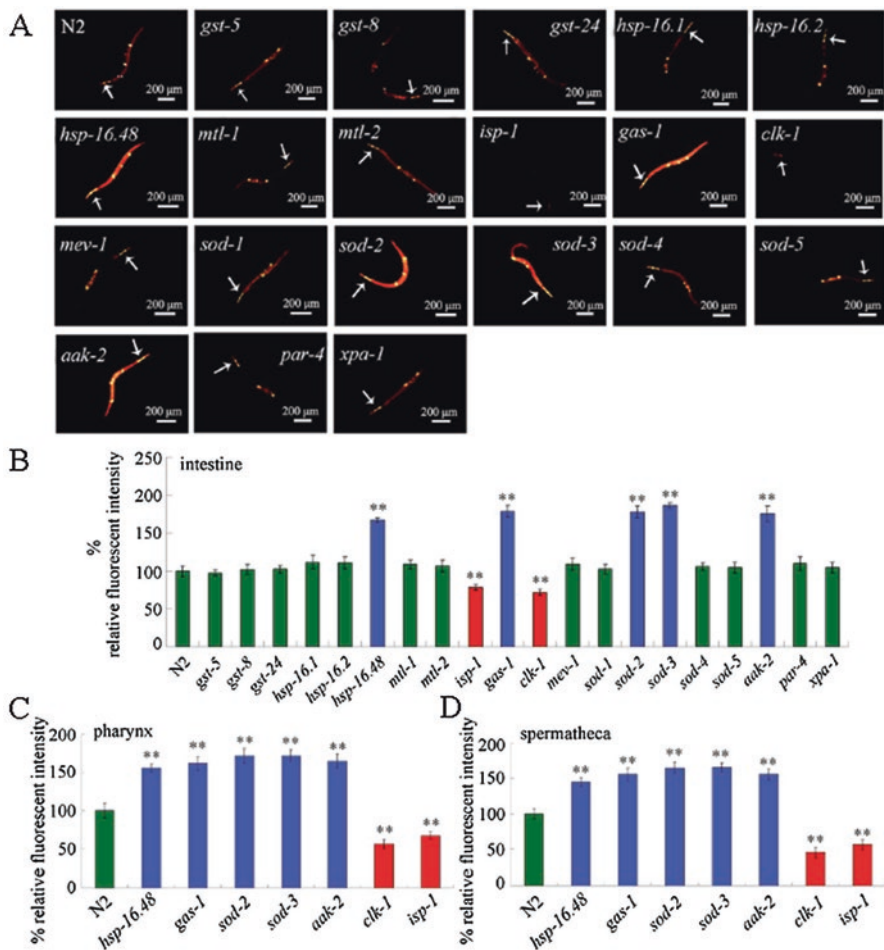 A
N2 gst-5 gst-8 gst-24 hsp-16.1 hsp-16.2
200 µm 200 µm 200 µm 200 µm 200 µm 200 µm
hsp-16.48 mtl-1 mtl-2 isp-1 gas-1 clk-1
200 µm 200 µm 200 µm 200 µm 200 µm 200 µm
mev-1 sod-1 sod-2 sod-3 sod-4 sod-5
200 µm 200 µm 200 µm 200 µm 200 µm 200 µm
aak-2 par-4 xpa-1
200 µm 200 µm 200 µm
B
intestine
% relative fluorescent intensity
250
200
150
100
50
0
** ** ** ** ** ** **
N2 gst-5 gst-8 gst-24 hsp-16.1 hsp-16.2 hsp-16.48 mtl-1 mtl-2 isp-1 gas-1 clk-1 mev-1 sod-1 sod-2 sod-3 sod-4 sod-5 aak-2 par-4 xpa-1
C
pharynx
% relative fluorescent intensity
200
150
100
50
0
** ** ** ** ** ** **
N2 hsp-16.48 gas-1 sod-2 sod-3 aak-2 clk-1 isp-1
D
spermatheca
% relative fluorescent intensity
200
150
100
50
0
** ** ** ** ** ** **
N2 hsp-16.48 gas-1 sod-2 sod-3 aak-2 clk-1 isp-1